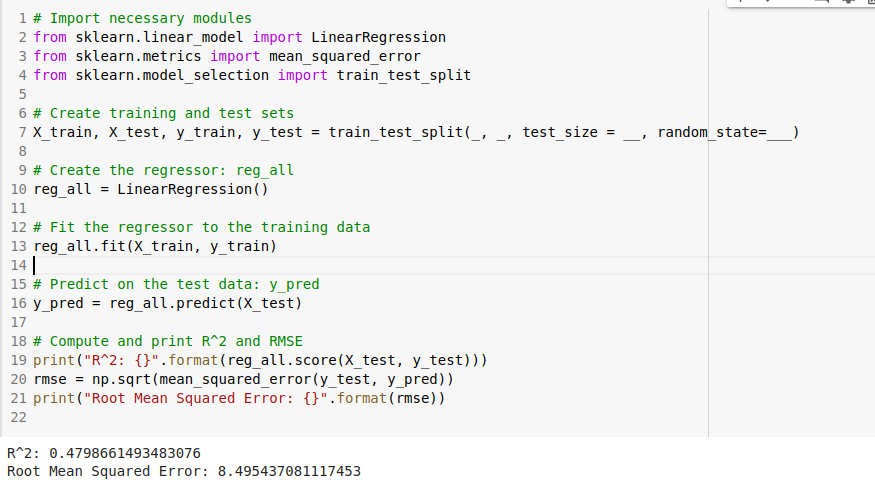 1 # Import necessary modules
2 from sklearn.linear_model import LinearRegression
3 from sklearn.metrics import mean_squared_error
4 from sklearn.model_selection import train_test_split
5
6 # Create training and test sets
7 X_train, X_test, y_train, y_test = train_test_split(_, _, test_size = __, random_state=___)
8
9 # Create the regressor: reg_all
10 reg_all = LinearRegression()
11
12 # Fit the regressor to the training data
13 reg_all.fit(X_train, y_train)
14
15 # Predict on the test data: y_pred
16 y_pred = reg_all.predict(X_test)
17
18 # Compute and print R^2 and RMSE
19 print("R^2: {}".format(reg_all.score(X_test, y_test)))
20 rmse = np.sqrt(mean_squared_error(y_test, y_pred))
21 print("Root Mean Squared Error: {}".format(rmse))
22
R^2: 0.4798661493483076
Root Mean Squared Error: 8.495437081117453